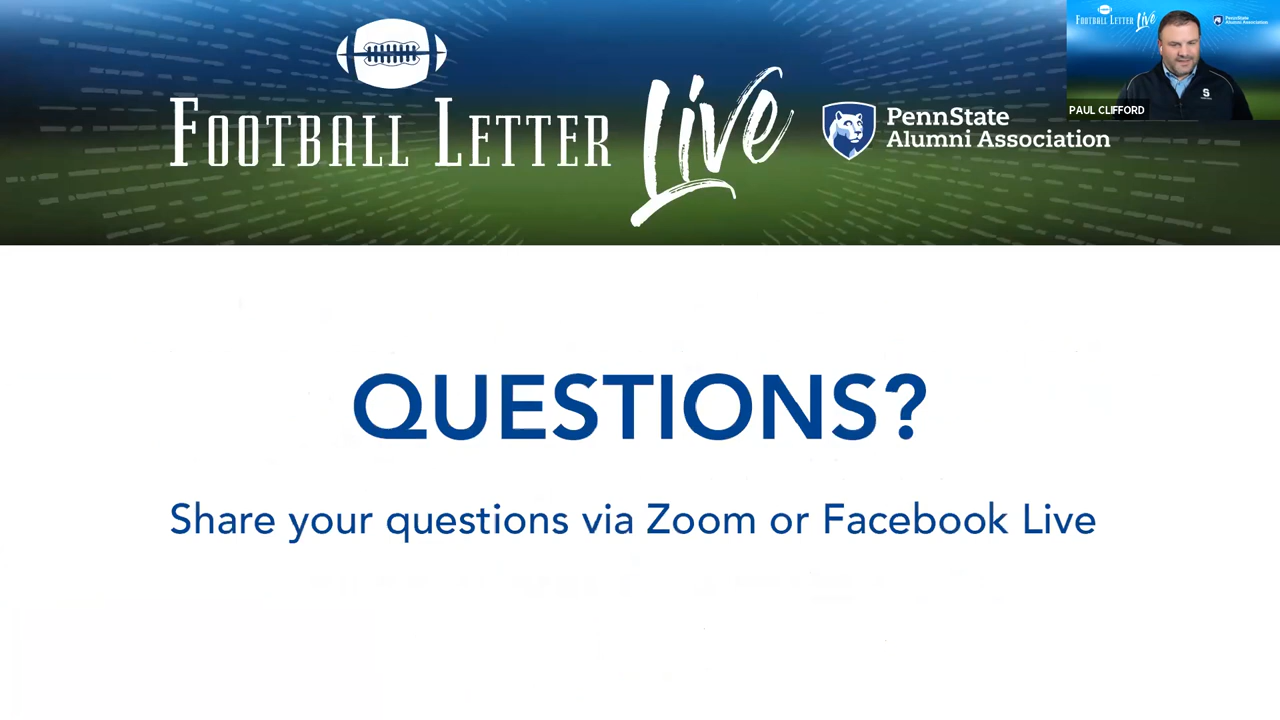 FOOTBALL LETTER Live
PennState
Alumni Association
FOOTBALL LETTER Live
PennState
Alumni Association
S
PAUL CLIFFORD
QUESTIONS?
Share your questions via Zoom or Facebook Live